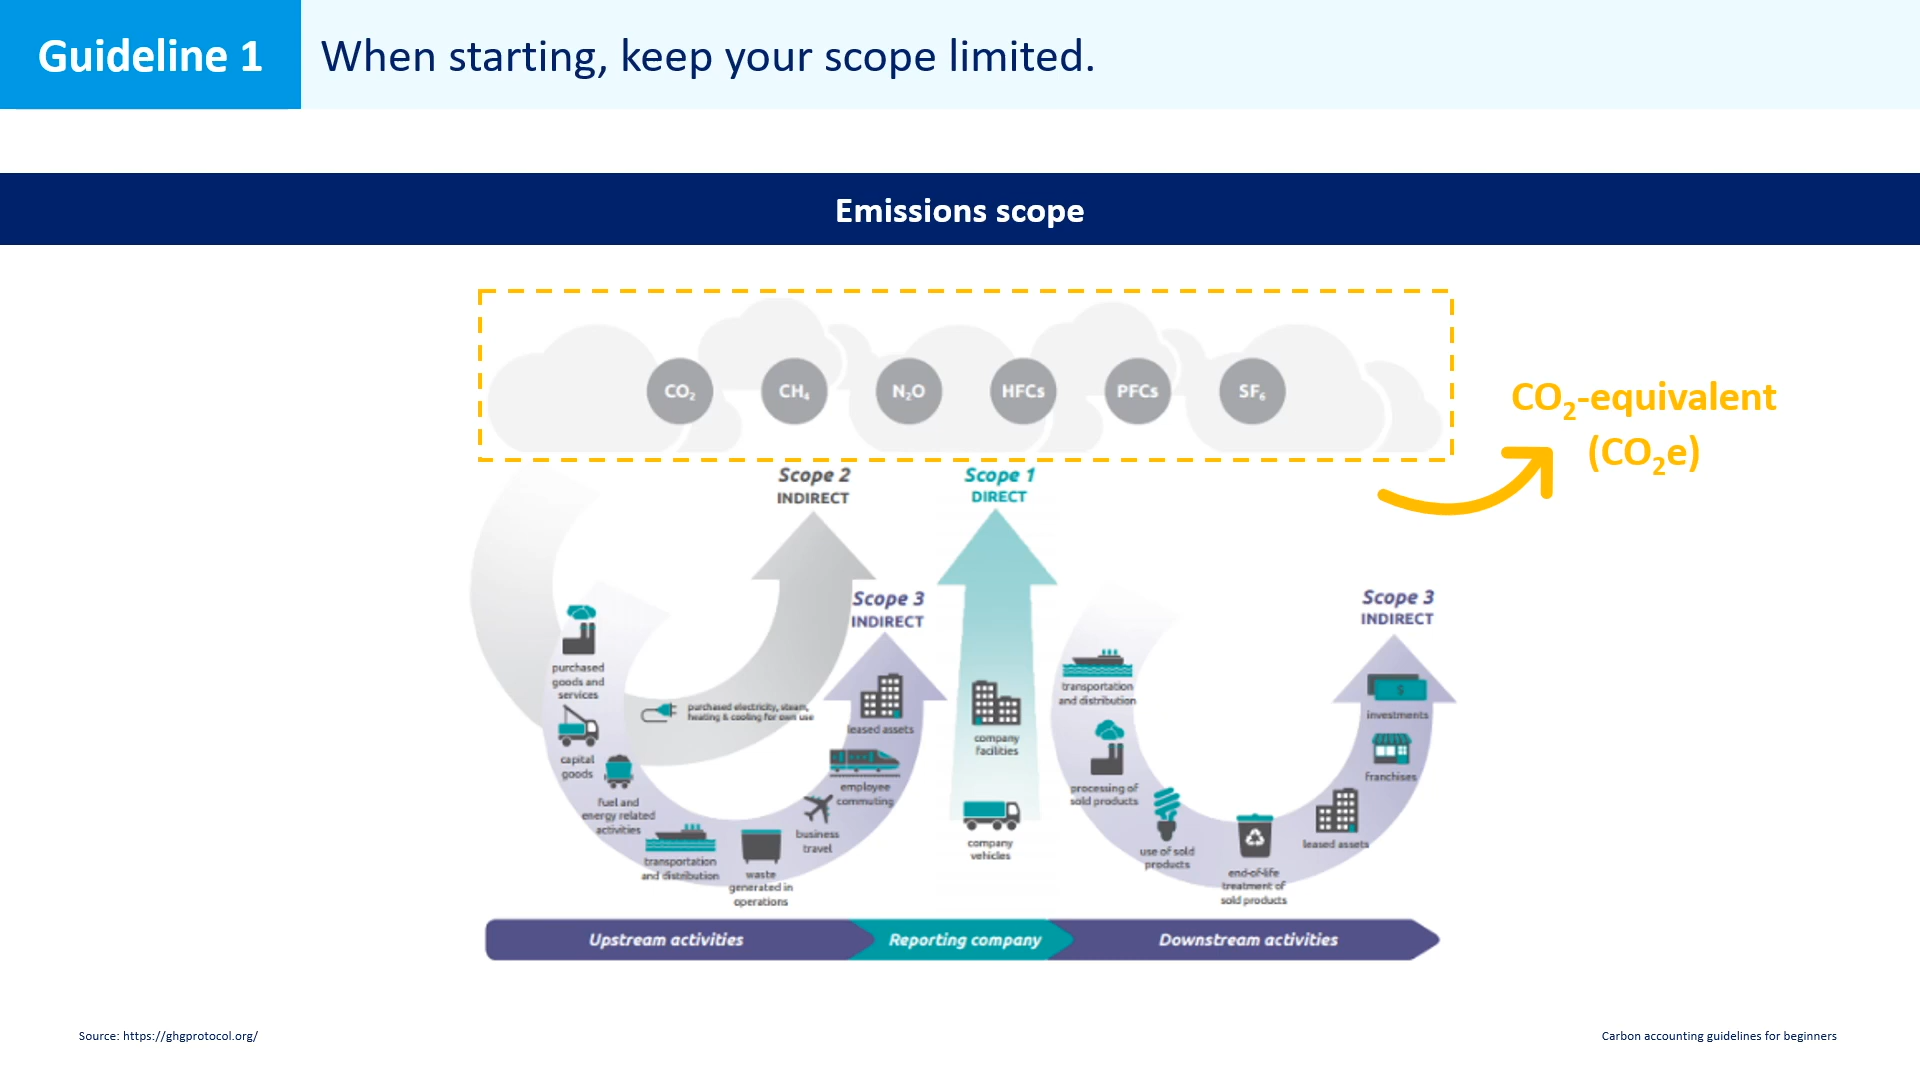 Guideline 1
When starting, keep your scope limited.
Emissions scope
CO₂
CH₄
N₂O
HFCs
PFCs
SF₆
CO₂-equivalent
(CO₂e)
Scope 2
INDIRECT
Scope 1
DIRECT
Scope 3
INDIRECT
Scope 3
INDIRECT
purchased
goods and
services
capital
goods
fuel and
energy related
activities
transportation
and distribution
waste
generated in
operations
business
travel
employee
commuting
leased assets
purchased electricity, steam,
heating & cooling for own use
company
facilities
company
vehicles
transportation
and distribution
processing of
sold products
use of sold
products
end-of-life
treatment of
sold products
leased assets
franchises
investments
$
Upstream activities
Reporting company
Downstream activities
Source: https://ghgprotocol.org/
Carbon accounting guidelines for beginners